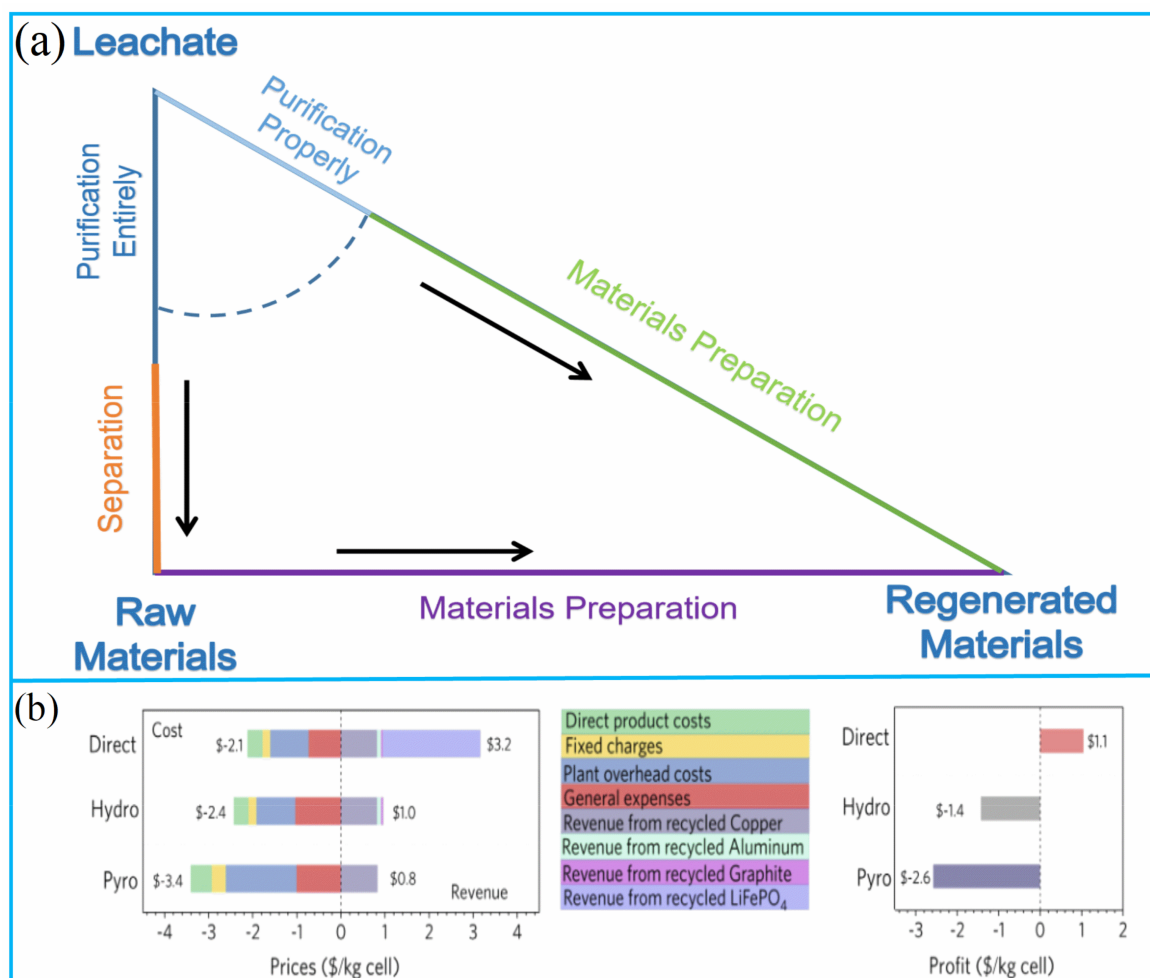 (a) Leachate
Purification
Properly
Purification
Entirely
Materials Preparation
Separation
Materials Preparation
Raw
Materials
Regenerated
Materials
(b)
Cost
Direct
$-2.1
$3.2
Hydro
$-2.4
$1.0
Pyro
$-3.4
$0.8
Revenue
-4 -3 -2 -1 0 1 2 3 4
Prices ($/kg cell)
Direct product costs
Fixed charges
Plant overhead costs
General expenses
Revenue from recycled Copper
Revenue from recycled Aluminum
Revenue from recycled Graphite
Revenue from recycled LiFePO₄
Direct
$1.1
Hydro
$-1.4
Pyro
$-2.6
-3 -2 -1 0 1 2
Profit ($/kg cell)